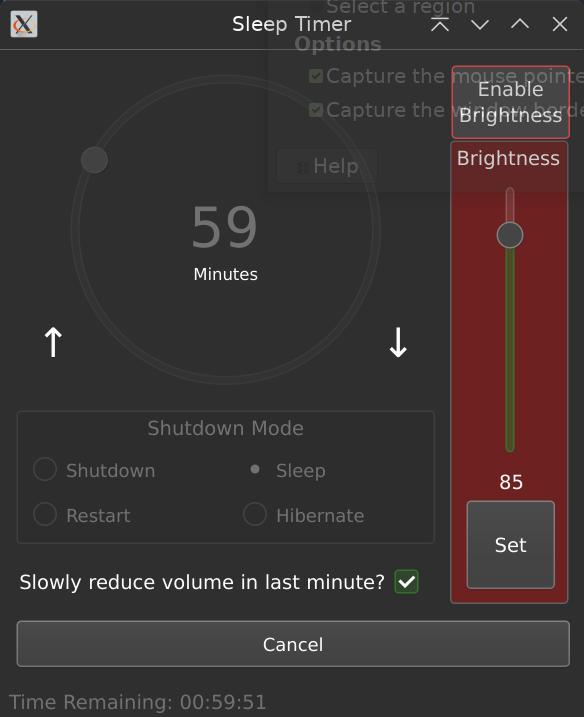 Sleep Timer
Select a region
Options
Capture the mouse pointe
Capture the window borde
Help
Enable
Brightness
Brightness
59
Minutes
↑
↓
Shutdown Mode
Shutdown
Sleep
Restart
Hibernate
85
Set
Slowly reduce volume in last minute?
Cancel
Time Remaining: 00:59:51